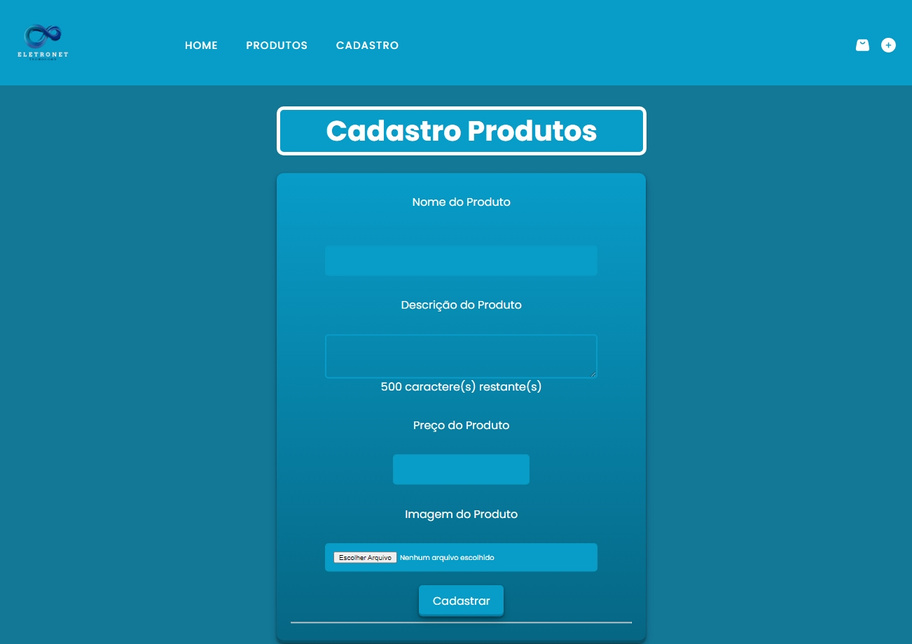 ELETRONET
HOME PRODUTOS CADASTRO
Cadastro Produtos
Nome do Produto
Descrição do Produto
500 caractere(s) restante(s)
Preço do Produto
Imagem do Produto
Escolher Arquivo Nenhum arquivo escolhido
Cadastrar